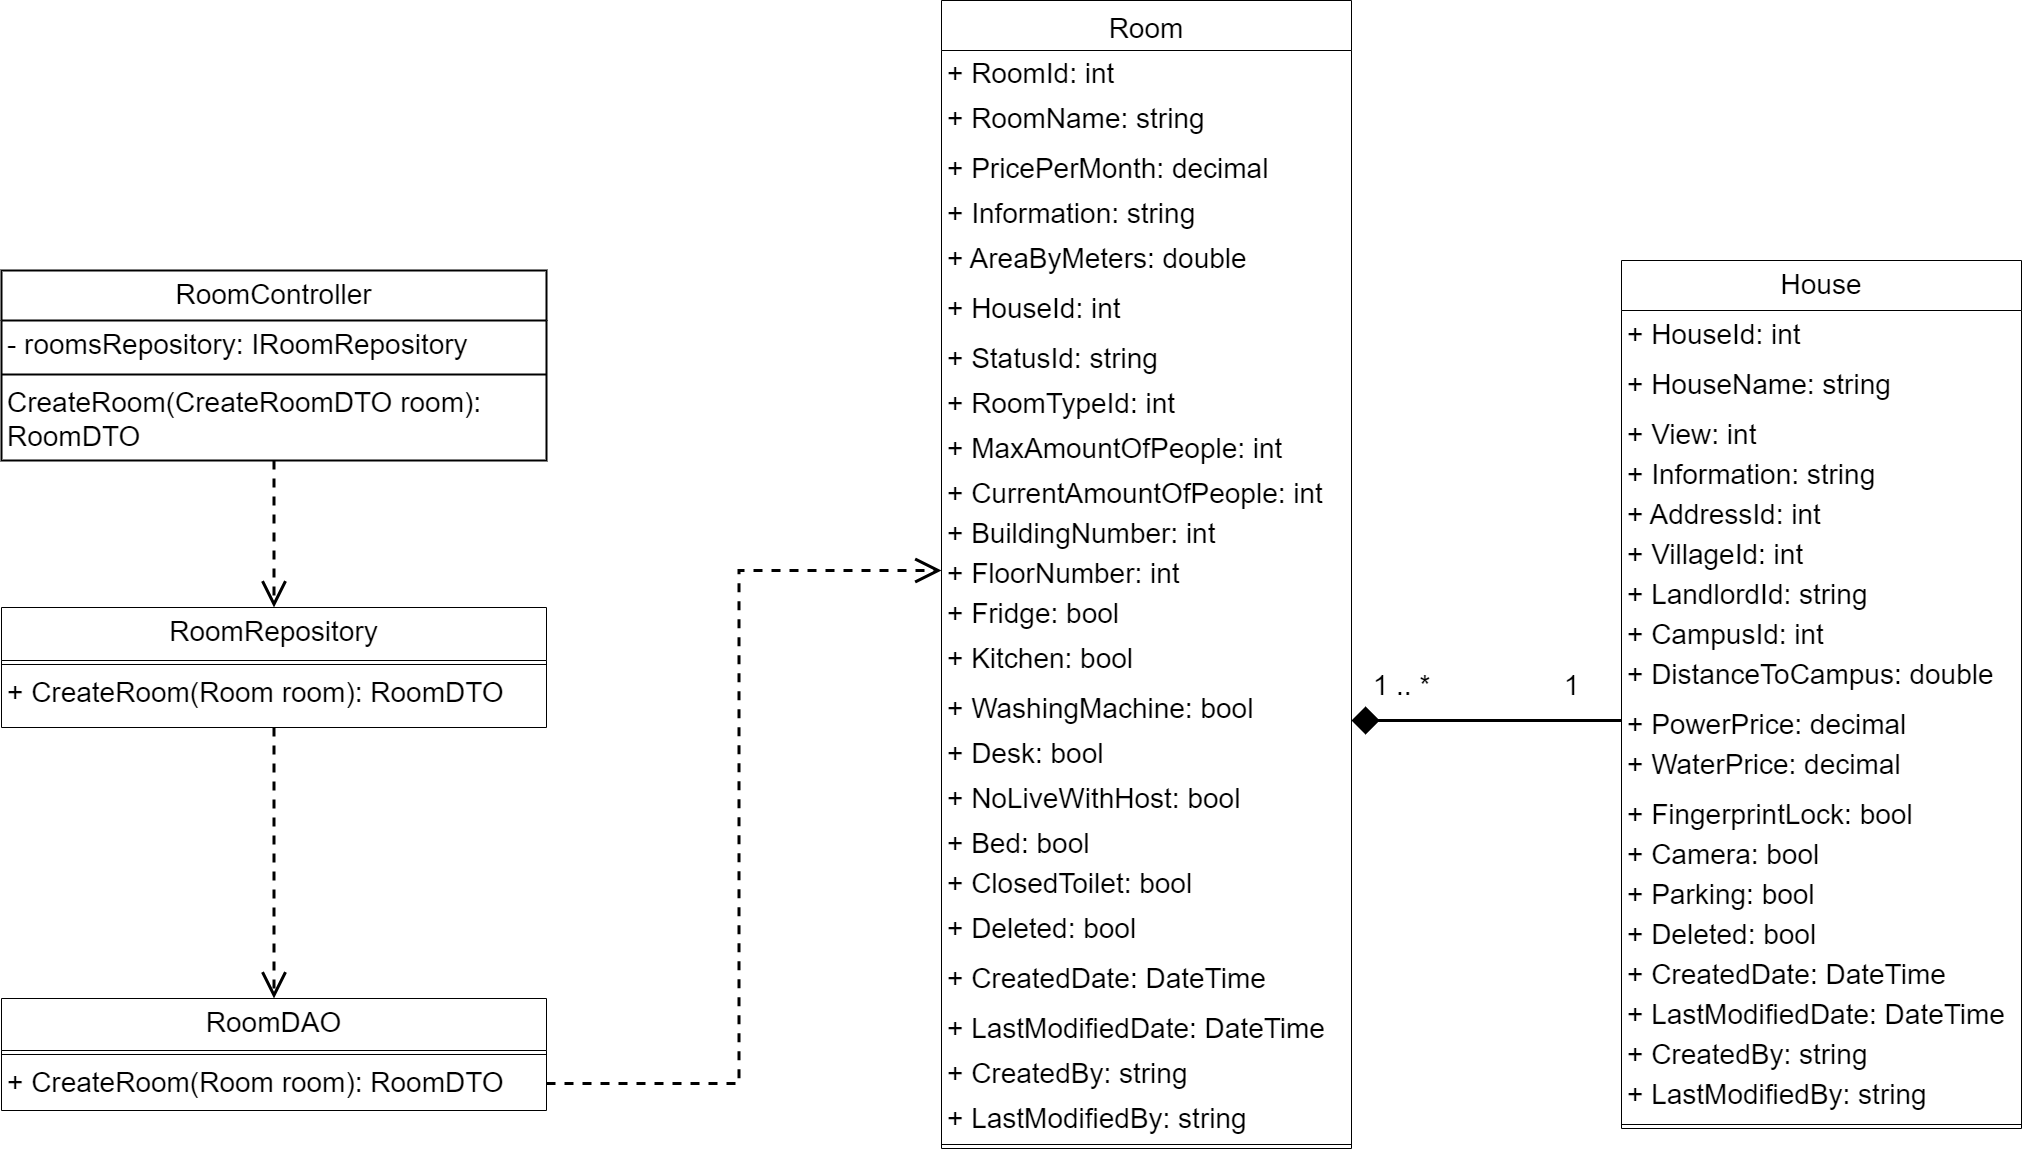 RoomController
- roomsRepository: IRoomRepository
CreateRoom(CreateRoomDTO room):
RoomDTO
RoomRepository
+ CreateRoom(Room room): RoomDTO
RoomDAO
+ CreateRoom(Room room): RoomDTO
Room
+ RoomId: int
+ RoomName: string
+ PricePerMonth: decimal
+ Information: string
+ AreaByMeters: double
+ HouseId: int
+ StatusId: string
+ RoomTypeId: int
+ MaxAmountOfPeople: int
+ CurrentAmountOfPeople: int
+ BuildingNumber: int
+ FloorNumber: int
+ Fridge: bool
+ Kitchen: bool
+ WashingMachine: bool
+ Desk: bool
+ NoLiveWithHost: bool
+ Bed: bool
+ ClosedToilet: bool
+ Deleted: bool
+ CreatedDate: DateTime
+ LastModifiedDate: DateTime
+ CreatedBy: string
+ LastModifiedBy: string
1 .. *
1
House
+ HouseId: int
+ HouseName: string
+ View: int
+ Information: string
+ AddressId: int
+ VillageId: int
+ LandlordId: string
+ CampusId: int
+ DistanceToCampus: double
+ PowerPrice: decimal
+ WaterPrice: decimal
+ FingerprintLock: bool
+ Camera: bool
+ Parking: bool
+ Deleted: bool
+ CreatedDate: DateTime
+ LastModifiedDate: DateTime
+ CreatedBy: string
+ LastModifiedBy: string